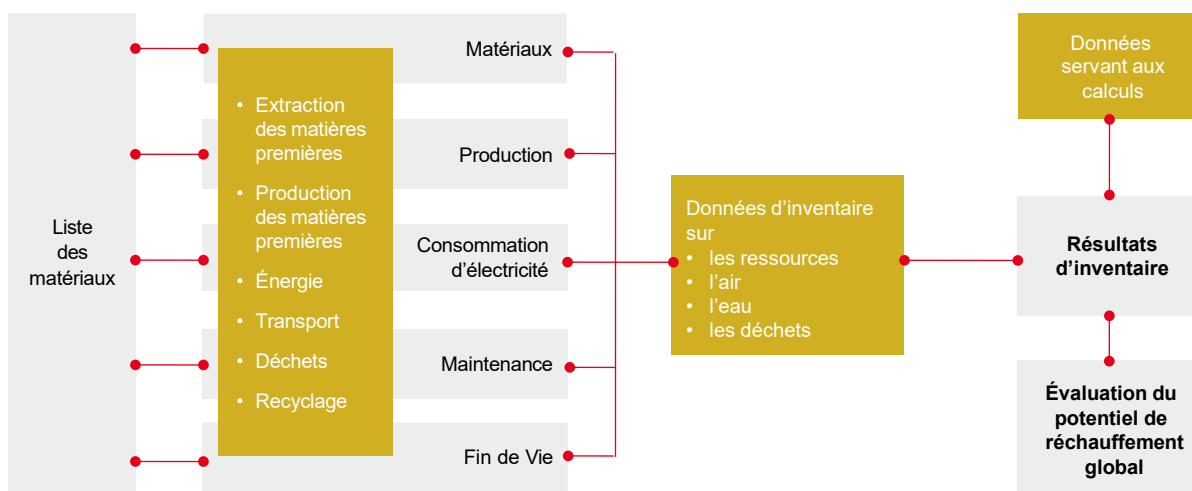 Liste
des
matériaux
• Extraction
des matières
premières
• Production
des matières
premières
• Énergie
• Transport
• Déchets
• Recyclage
Matériaux
Production
Consommation
d’électricité
Maintenance
Fin de Vie
Données d’inventaire
sur
• les ressources
• l’air
• l’eau
• les déchets
Données
servant aux
calculs
Résultats
d’inventaire
Évaluation du
potentiel de
réchauffement
global